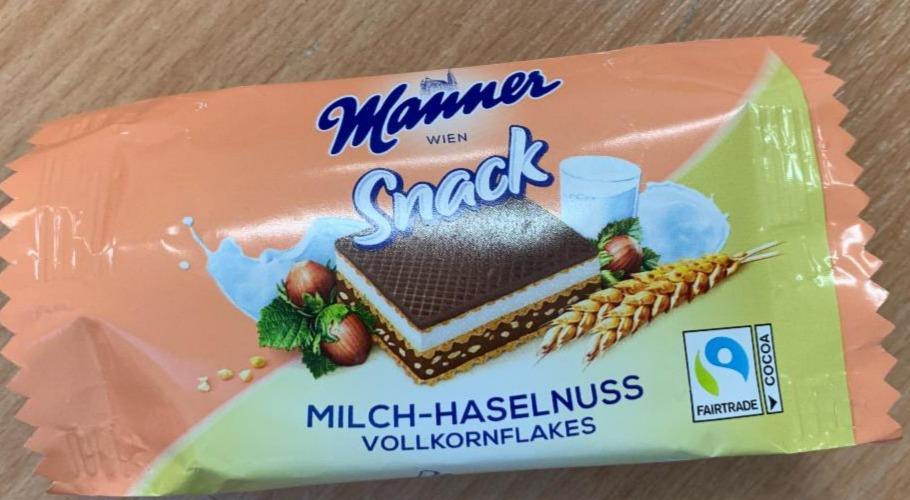 Manner
WIEN
Snack
MILCH-HASELNUSS
VOLLKORNFLAKES
FAIRTRADE
COCOA